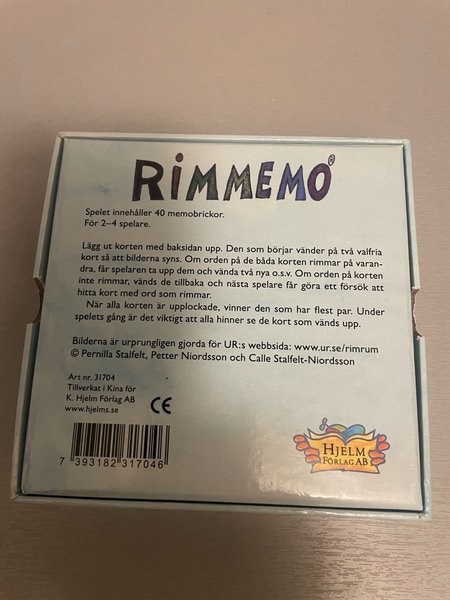 RiMMEMO®
Spelet innehåller 40 memobrickor.
För 2–4 spelare.
Lägg ut korten med baksidan upp. Den som börjar vänder på två valfria
kort så att bilderna syns. Om orden på de båda korten rimmar på varan-
dra, får spelaren ta upp dem och vända två nya o.s.v. Om orden på korten
inte rimmar, vänds de tillbaka och nästa spelare får göra ett försök att
hitta kort med ord som rimmar.
När alla korten är upplockade, vinner den som har flest par. Under
spelets gång är det viktigt att alla hinner se de kort som vänds upp.
Bilderna är urprungligen gjorda för UR:s webbsida: www.ur.se/rimrum
© Pernilla Stalfelt, Petter Niordsson och Calle Stalfelt-Niordsson
Art nr. 31704
Tillverkat i Kina för
K. Hjelm Förlag AB
www.hjelms.se
CE
7 393182 317046
HJELM
FÖRLAG AB